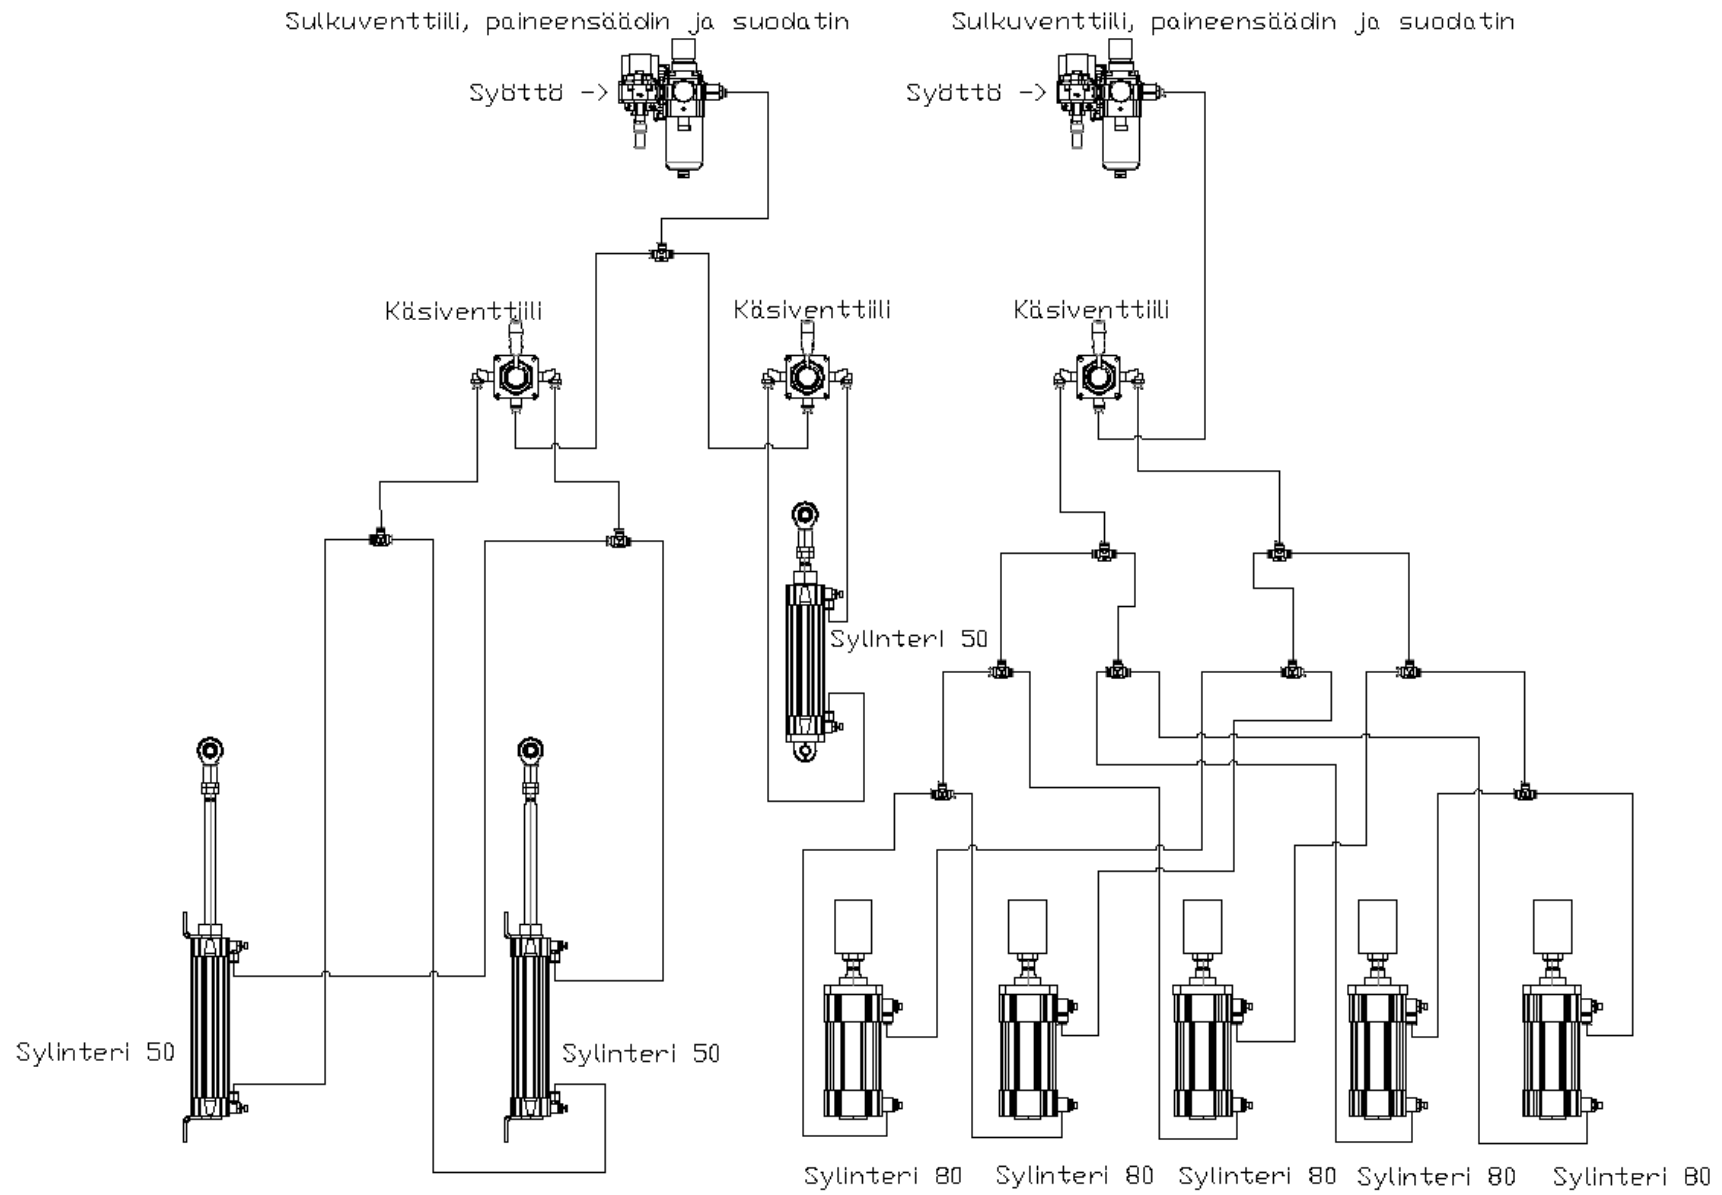 Sulkuventtiili, paineensäädin ja suodatin
Sulkuventtiili, paineensäädin ja suodatin
Syöttö ->
Syöttö ->
Käsiventtiili
Käsiventtiili
Käsiventtiili
Sylinteri 50
Sylinteri 50
Sylinteri 50
Sylinteri 80
Sylinteri 80
Sylinteri 80
Sylinteri 80
Sylinteri 80